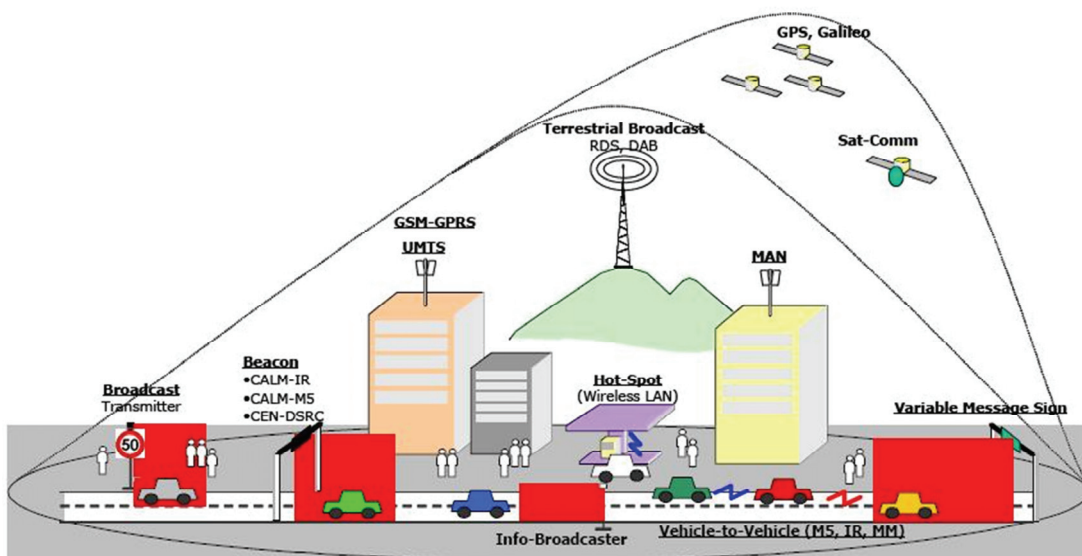 GPS, Galileo
Terrestrial Broadcast
RDS, DAB
Sat-Comm
GSM-GPRS
UMTS
MAN
Beacon
•CALM-IR
•CALM-M5
•CEN-DSRC
Hot-Spot
(Wireless LAN)
Broadcast
Transmitter
Variable Message Sign
50
Vehicle-to-Vehicle (M5, IR, MM)
Info-Broadcaster